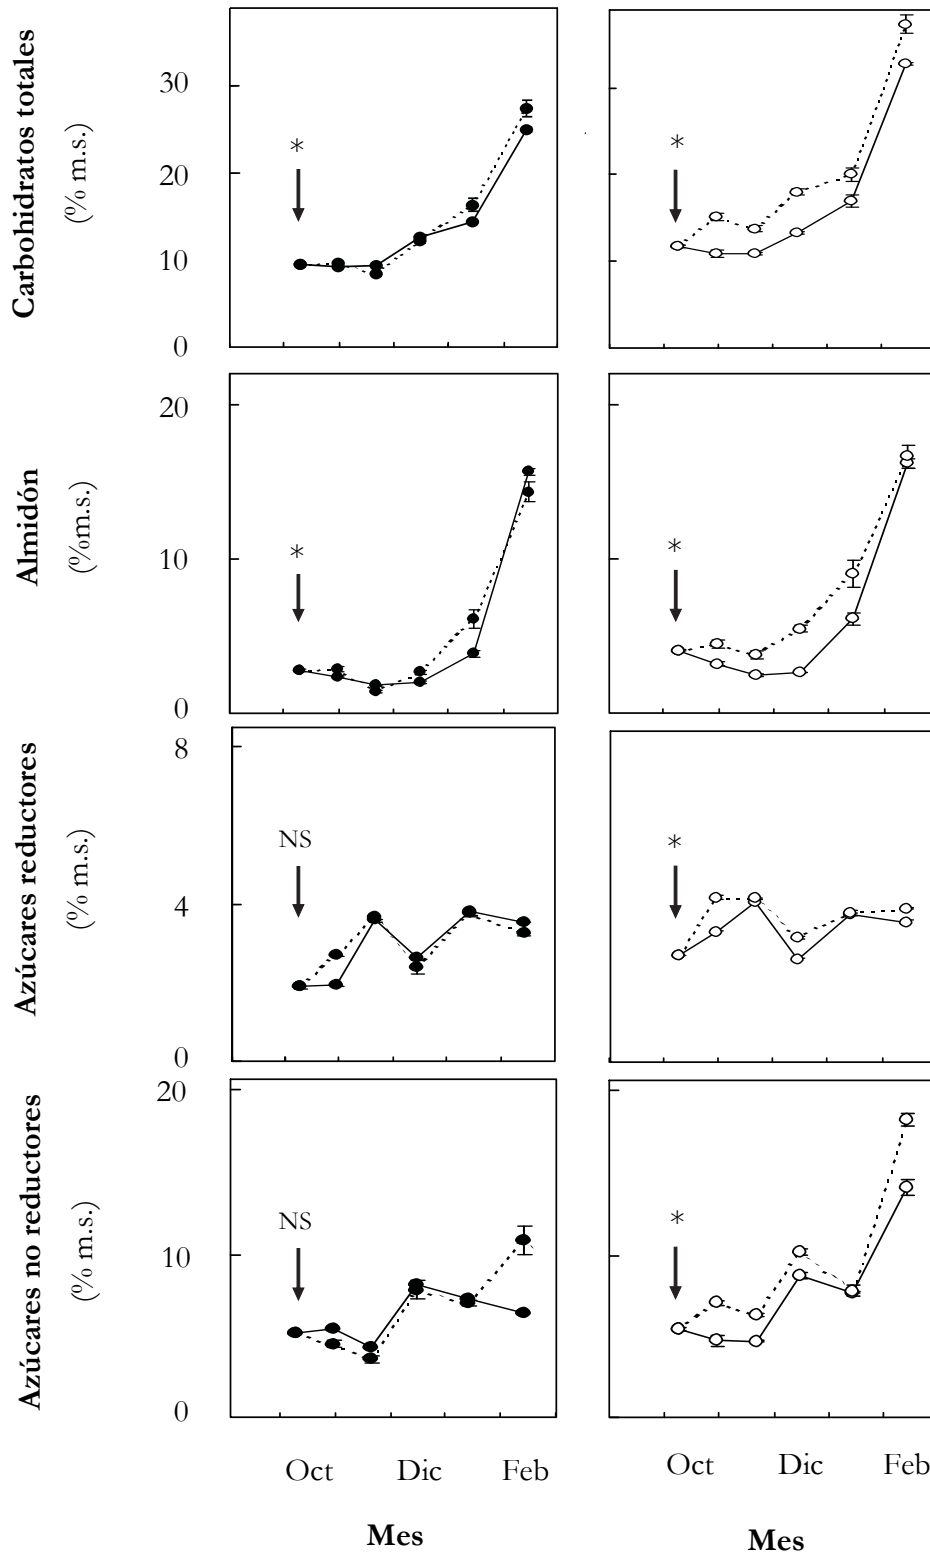 Carbohidratos totales
(% m.s.)
30
20
10
0
*
*
Almidón
(%m.s.)
20
10
0
*
*
Azúcares reductores
(% m.s.)
8
4
0
NS
*
Azúcares no reductores
(% m.s.)
20
10
0
NS
*
Oct Dic Feb
Oct Dic Feb
Mes
Mes